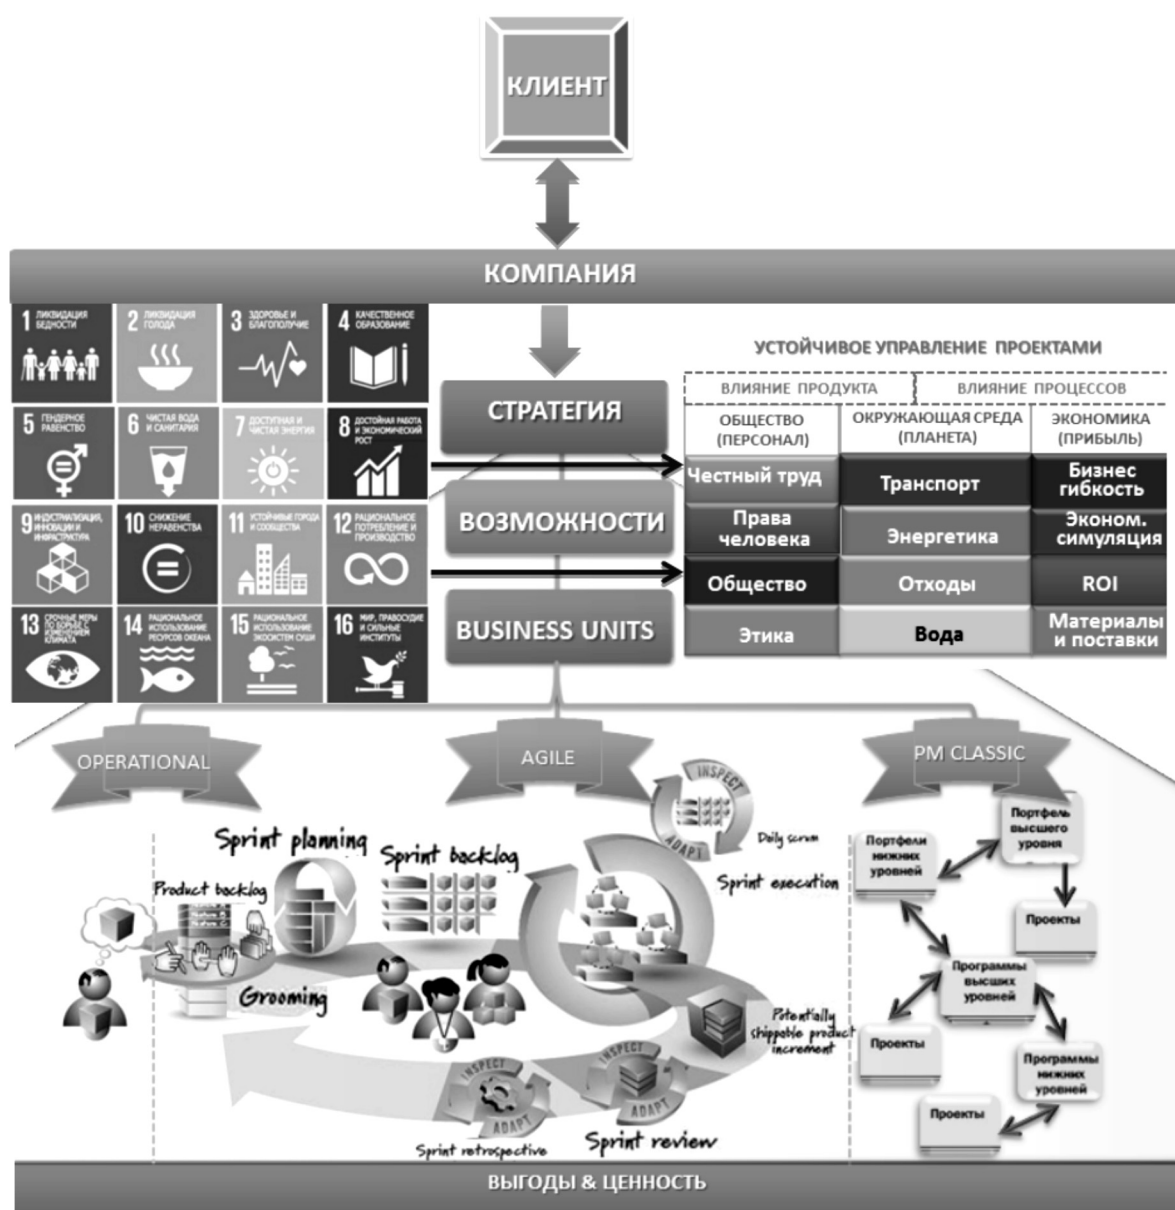 КЛИЕНТ
КОМПАНИЯ
1 ЛИКВИДАЦИЯ
БЕДНОСТИ
2 ЛИКВИДАЦИЯ
ГОЛОДА
3 ЗДОРОВЬЕ И
БЛАГОПОЛУЧИЕ
4 КАЧЕСТВЕННОЕ
ОБРАЗОВАНИЕ
5 ГЕНДЕРНОЕ
РАВЕНСТВО
6 ЧИСТАЯ ВОДА
И САНИТАРИЯ
7 ДОСТУПНАЯ И
ЧИСТАЯ ЭНЕРГИЯ
8 ДОСТОЙНАЯ РАБОТА
И ЭКОНОМИЧЕСКИЙ
РОСТ
9 ИНДУСТРИАЛИЗАЦИЯ,
ИННОВАЦИИ И
ИНФРАСТРУКТУРА
10 СНИЖЕНИЕ
НЕРАВЕНСТВА
11 УСТОЙЧИВЫЕ ГОРОДА
И СООБЩЕСТВА
12 РАЦИОНАЛЬНОЕ
ПОТРЕБЛЕНИЕ И
ПРОИЗВОДСТВО
13 СРОЧНЫЕ МЕРЫ
ПО БОРЬБЕ С
ИЗМЕНЕНИЕМ
КЛИМАТА
14 РАЦИОНАЛЬНОЕ
ИСПОЛЬЗОВАНИЕ
РЕСУРСОВ ОКЕАНА
15 РАЦИОНАЛЬНОЕ
ИСПОЛЬЗОВАНИЕ
ЭКОСИСТЕМ СУШИ
16 МИР, ПРАВОСУДИЕ
И СИЛЬНЫЕ
ИНСТИТУТЫ
СТРАТЕГИЯ
ВОЗМОЖНОСТИ
BUSINESS UNITS
УСТОЙЧИВОЕ УПРАВЛЕНИЕ ПРОЕКТАМИ
ВЛИЯНИЕ ПРОДУКТА
ВЛИЯНИЕ ПРОЦЕССОВ
ОБЩЕСТВО
(ПЕРСОНАЛ)
ОКРУЖАЮЩАЯ СРЕДА
(ПЛАНЕТА)
ЭКОНОМИКА
(ПРИБЫЛЬ)
Честный труд
Транспорт
Бизнес
гибкость
Права
человека
Энергетика
Эконом.
симуляция
Общество
Отходы
ROI
Этика
Вода
Материалы
и поставки
OPERATIONAL
AGILE
PM CLASSIC
Sprint planning
Product backlog
Grooming
Sprint backlog
INSPECT
ADAPT
Daily scrum
Sprint execution
Potentially
shippable product
increment
INSPECT
ADAPT
Sprint review
INSPECT
ADAPT
Sprint retrospective
Портфель
высшего
уровня
Портфели
нижних
уровней
Проекты
Программы
высших
уровней
Проекты
Программы
нижних
уровней
Проекты
ВЫГОДЫ & ЦЕННОСТЬ